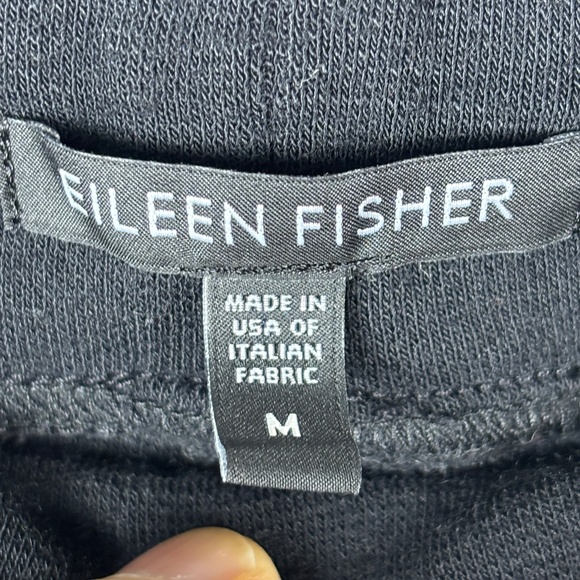 EILEEN FISHER
MADE IN
USA OF
ITALIAN
FABRIC
M